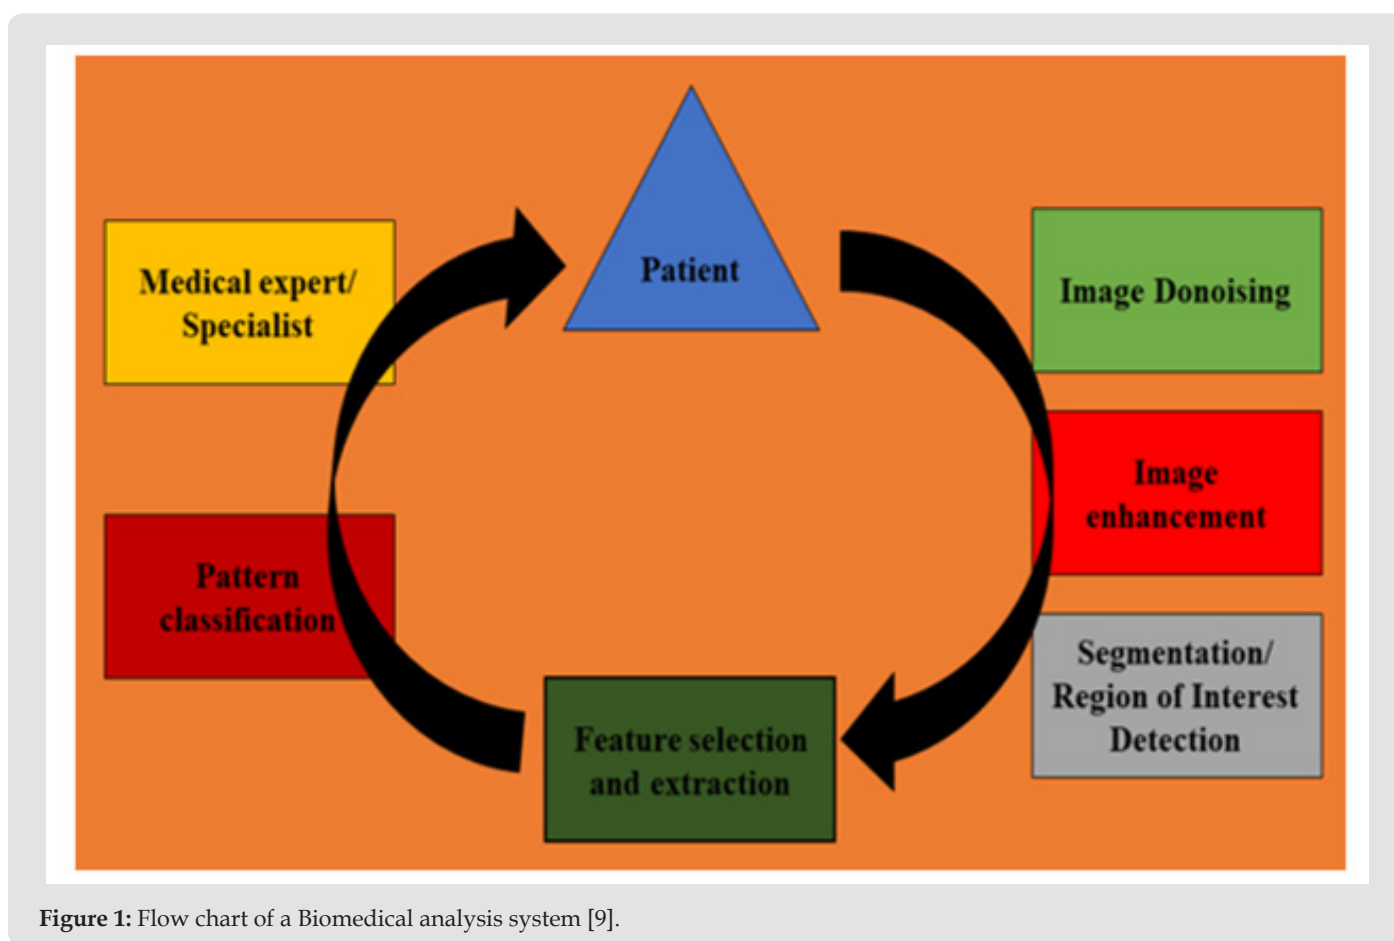 Patient
Image Donoising
Image
enhancement
Segmentation/
Region of Interest
Detection
Feature selection
and extraction
Pattern
classification
Medical expert/
Specialist
Figure 1: Flow chart of a Biomedical analysis system [9].